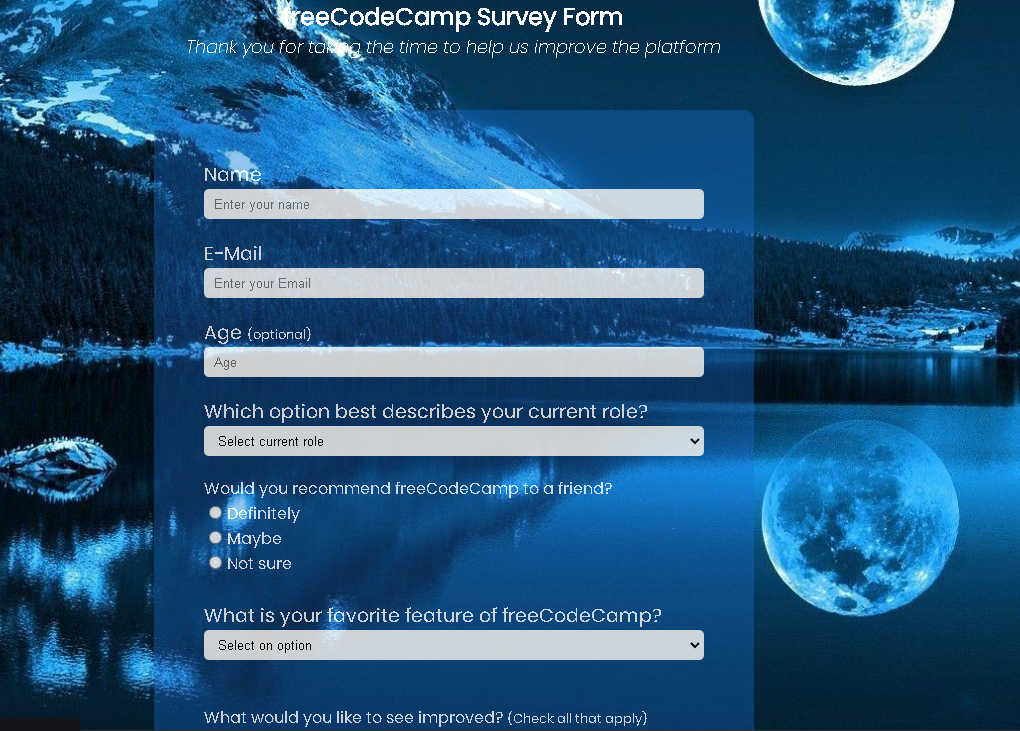 freeCodeCamp Survey Form
Thank you for taking the time to help us improve the platform
Name
Enter your name
E-Mail
Enter your Email
Age (optional)
Age
Which option best describes your current role?
Select current role
Would you recommend freeCodeCamp to a friend?
Definitely
Maybe
Not sure
What is your favorite feature of freeCodeCamp?
Select on option
What would you like to see improved? (Check all that apply)